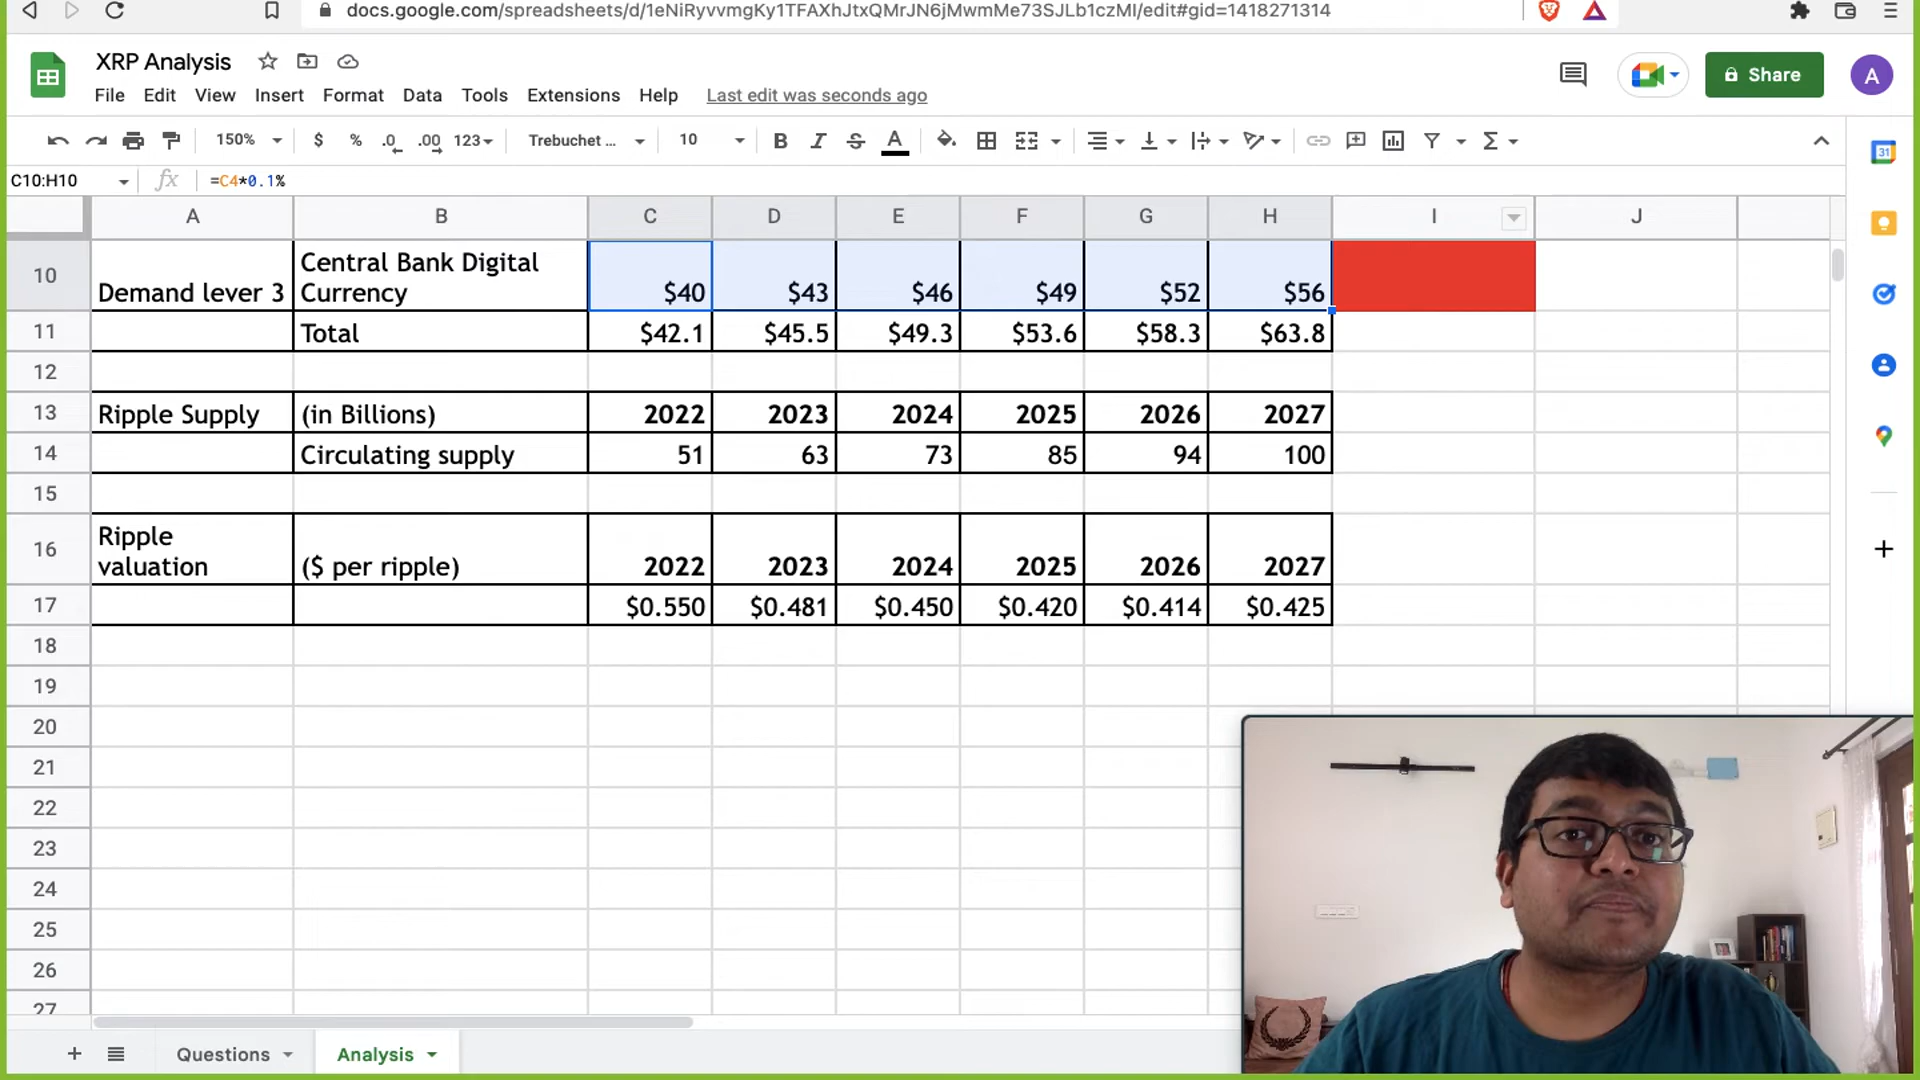 docs.google.com/spreadsheets/d/1eNiRyvvmgKy1TFAXhJtxQMrJN6jMwmMe73SJLb1czMI/edit#gid=1418271314
XRP Analysis
File Edit View Insert Format Data Tools Extensions Help Last edit was seconds ago
Share
A
150% $ % .0 .00 123 Trebuchet ... 10 B I S A
31
C10:H10 fx =C4*0.1%
A B C D E F G H I J
10 Demand lever 3 Central Bank Digital Currency $40 $43 $46 $49 $52 $56
11 Total $42.1 $45.5 $49.3 $53.6 $58.3 $63.8
12
13 Ripple Supply (in Billions) 2022 2023 2024 2025 2026 2027
14 Circulating supply 51 63 73 85 94 100
15
16 Ripple valuation ($ per ripple) 2022 2023 2024 2025 2026 2027
17 $0.550 $0.481 $0.450 $0.420 $0.414 $0.425
18
19
20
21
22
23
24
25
26
27
Questions Analysis